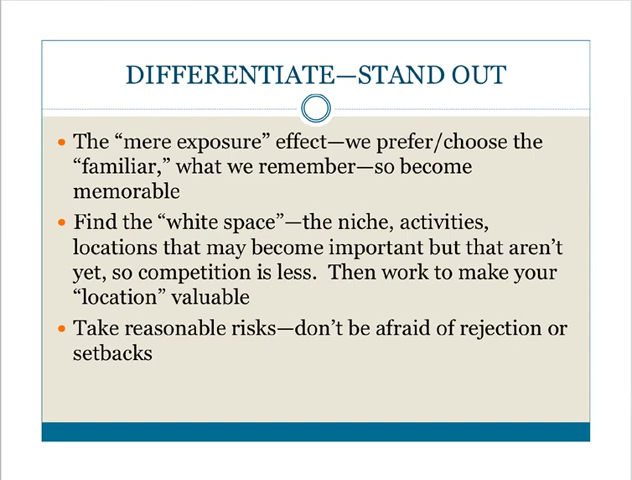 DIFFERENTIATE—STAND OUT
• The “mere exposure” effect—we prefer/choose the
“familiar,” what we remember—so become
memorable
• Find the “white space”—the niche, activities,
locations that may become important but that aren’t
yet, so competition is less.  Then work to make your
“location” valuable
• Take reasonable risks—don’t be afraid of rejection or
setbacks